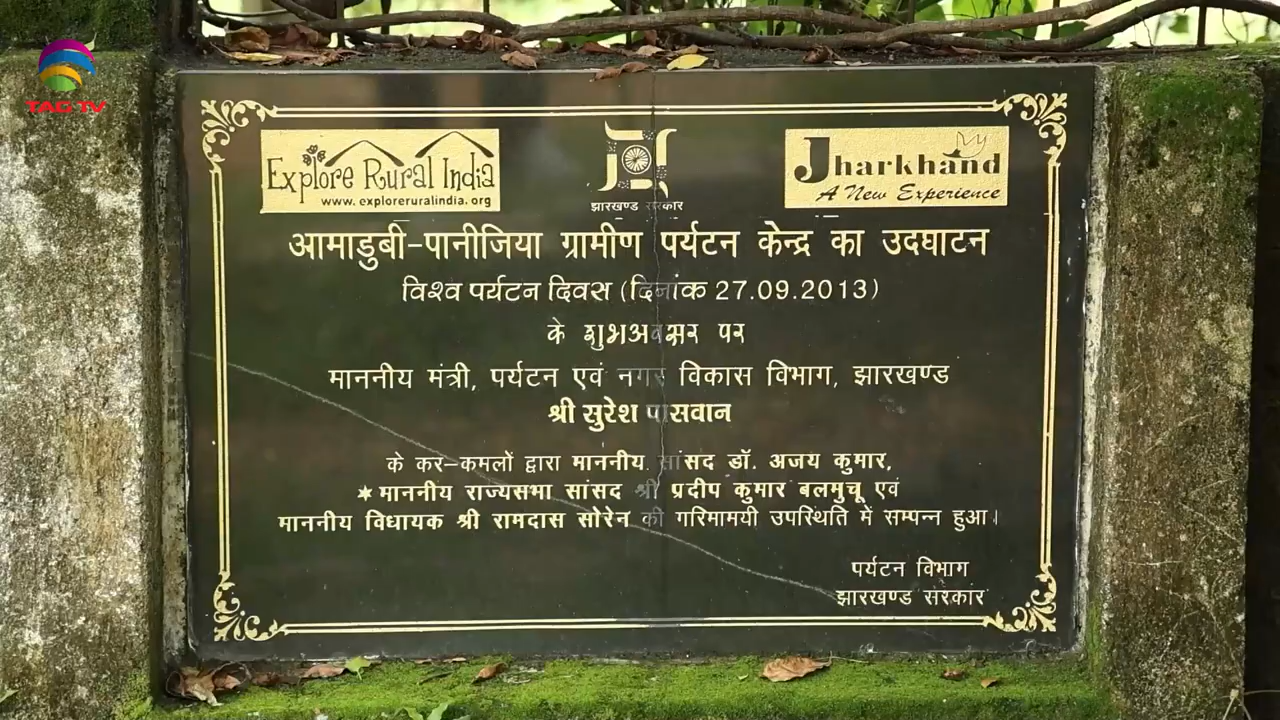 TAG TV
Explore Rural India
www.exploreruralindia.org
झारखण्ड सरकार
Jharkhand
A New Experience
आमाडुबी-पानीजिया ग्रामीण पर्यटन केन्द्र का उदघाटन
विश्व पर्यटन दिवस (दिनांक 27.09.2013)
के शुभअवसर पर
माननीय मंत्री, पर्यटन एवं नगर विकास विभाग, झारखण्ड
श्री सुरेश पासवान
के कर-कमलों द्वारा माननीय सांसद डॉ. अजय कुमार,
*माननीय राज्यसभा सांसद श्री प्रदीप कुमार बलमुचू एवं
माननीय विधायक श्री रामदास सोरेन की गरिमामयी उपस्थिति में सम्पन्न हुआ।
पर्यटन विभाग
झारखण्ड सरकार